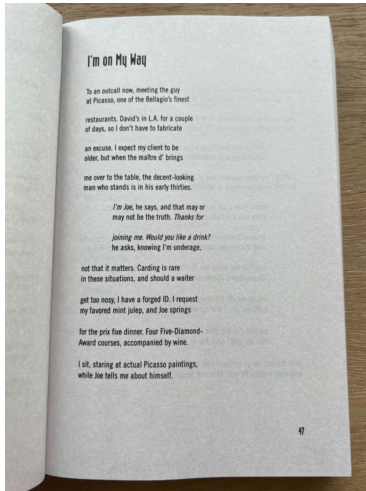 I'm on My Way
To an outcall now, meeting the guy
at Picasso, one of the Bellagio's finest
restaurants. David's in L.A. for a couple
of days, so I don't have to fabricate
an excuse. I expect my client to be
older, but when the maître d' brings
me over to the table, the decent-looking
man who stands is in his early thirties.
I'm Joe, he says, and that may or
may not be the truth. Thanks for
joining me. Would you like a drink?
he asks, knowing I'm underage,
not that it matters. Carding is rare
in these situations, and should a waiter
get too nosy, I have a forged ID. I request
my favored mint julep, and Joe springs
for the prix fixe dinner. Four Five-Diamond-
Award courses, accompanied by wine.
I sit, staring at actual Picasso paintings,
while Joe tells me about himself.
47